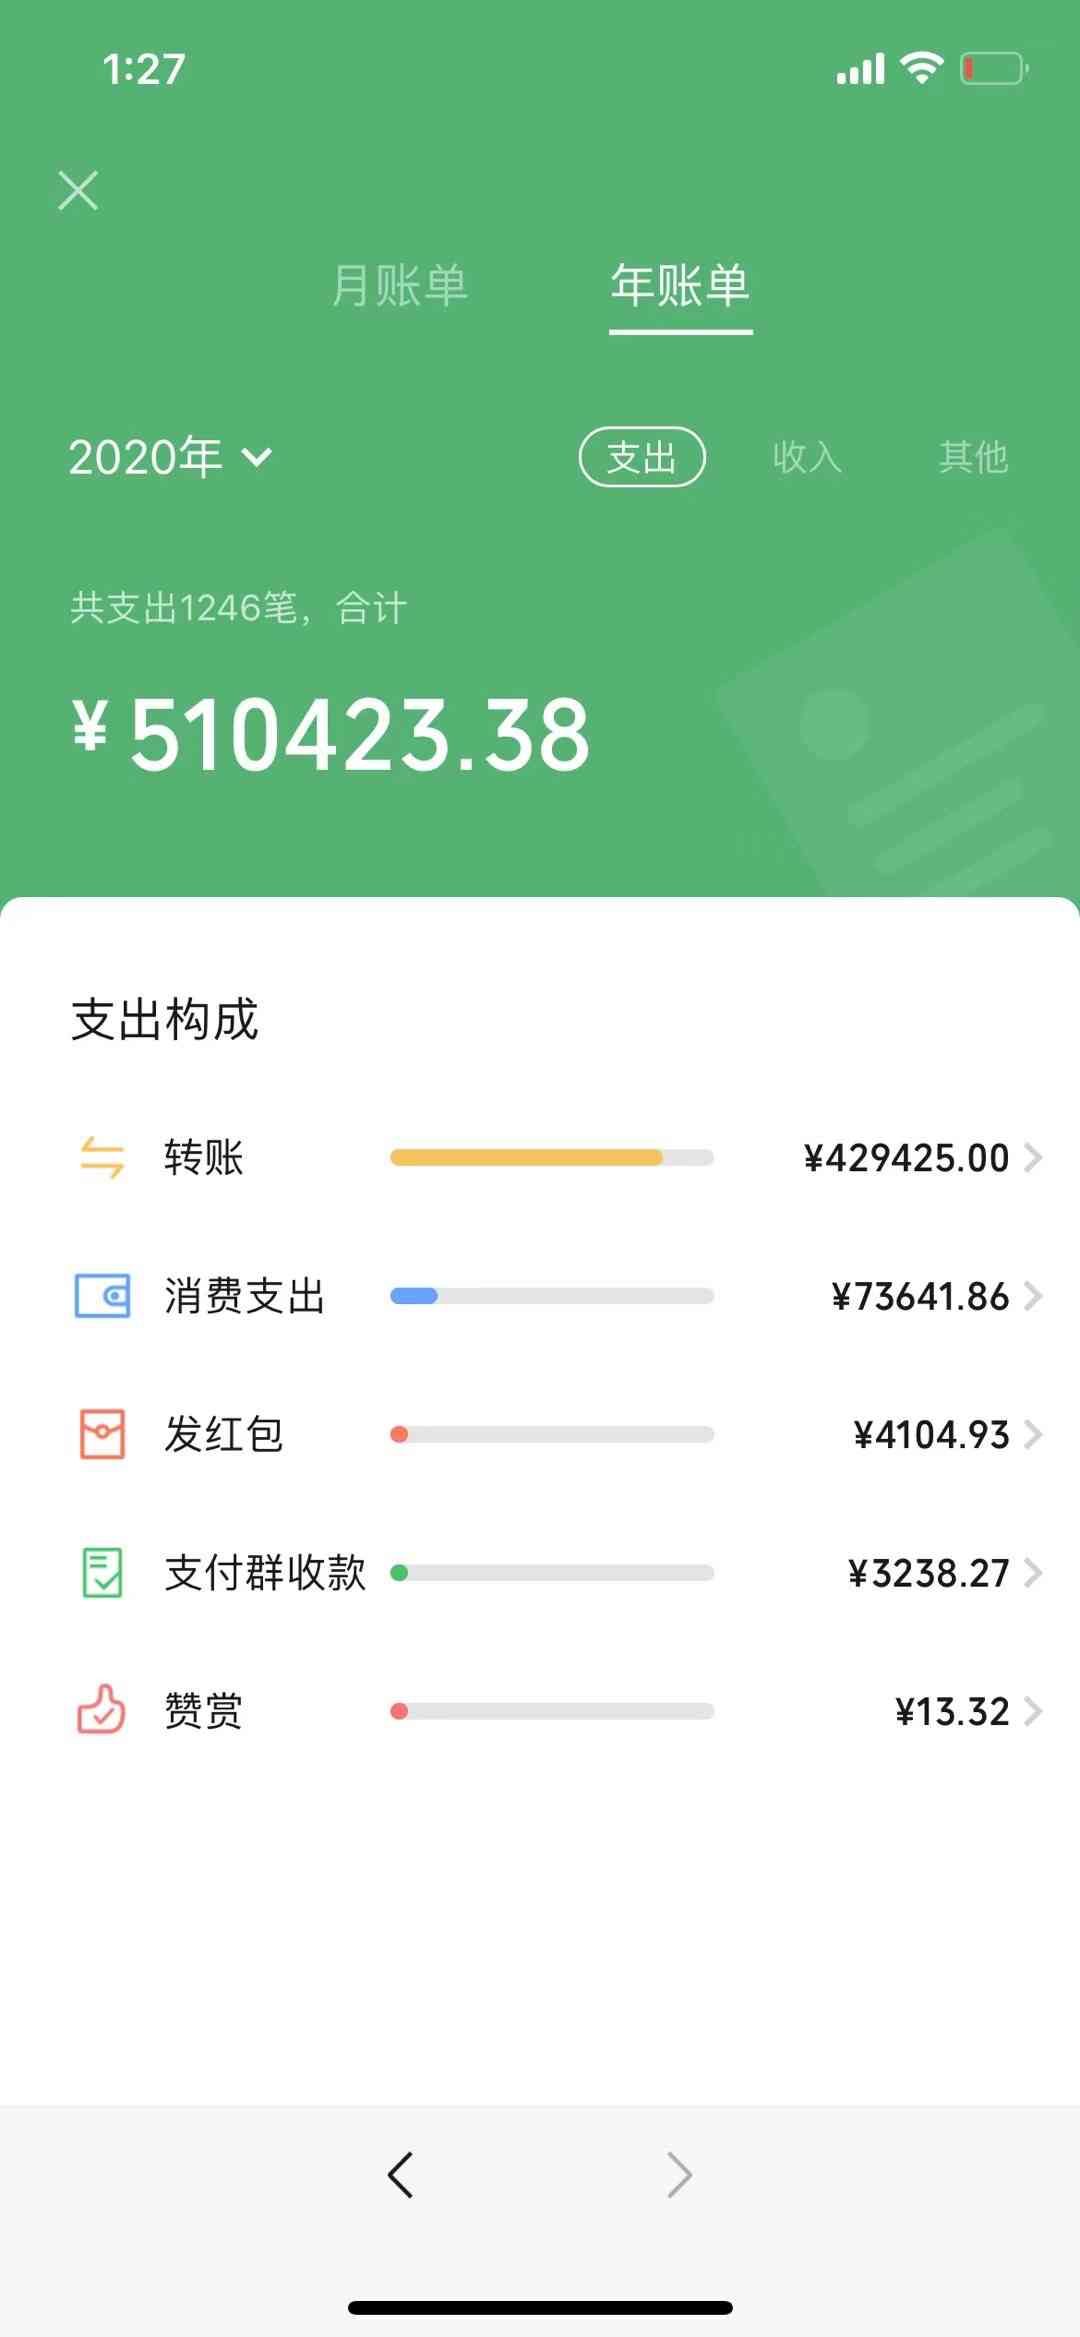 1:27
月账单 年账单
2020年 支出 收入 其他
共支出1246笔，合计
¥510423.38
支出构成
转账 ¥429425.00
消费支出 ¥73641.86
发红包 ¥4104.93
支付群收款 ¥3238.27
赞赏 ¥13.32